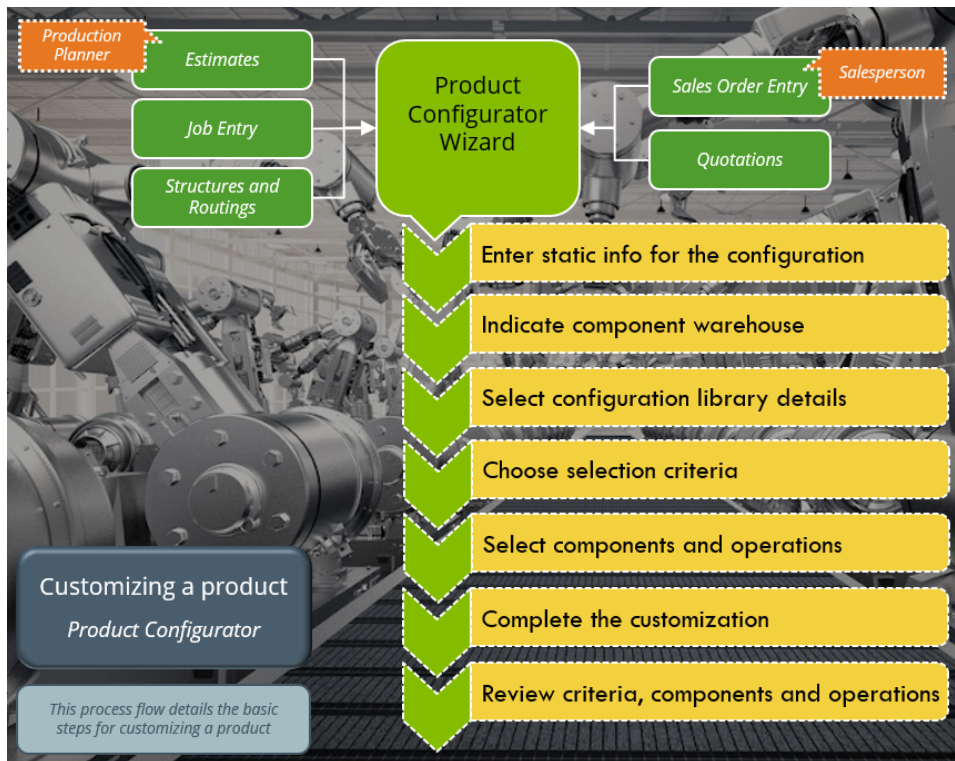 Production
Planner
Estimates
Job Entry
Structures and
Routings
Product
Configurator
Wizard
Sales Order Entry
Salesperson
Quotations
Enter static info for the configuration
Indicate component warehouse
Select configuration library details
Choose selection criteria
Select components and operations
Complete the customization
Review criteria, components and operations
Customizing a product
Product Configurator
This process flow details the basic
steps for customizing a product